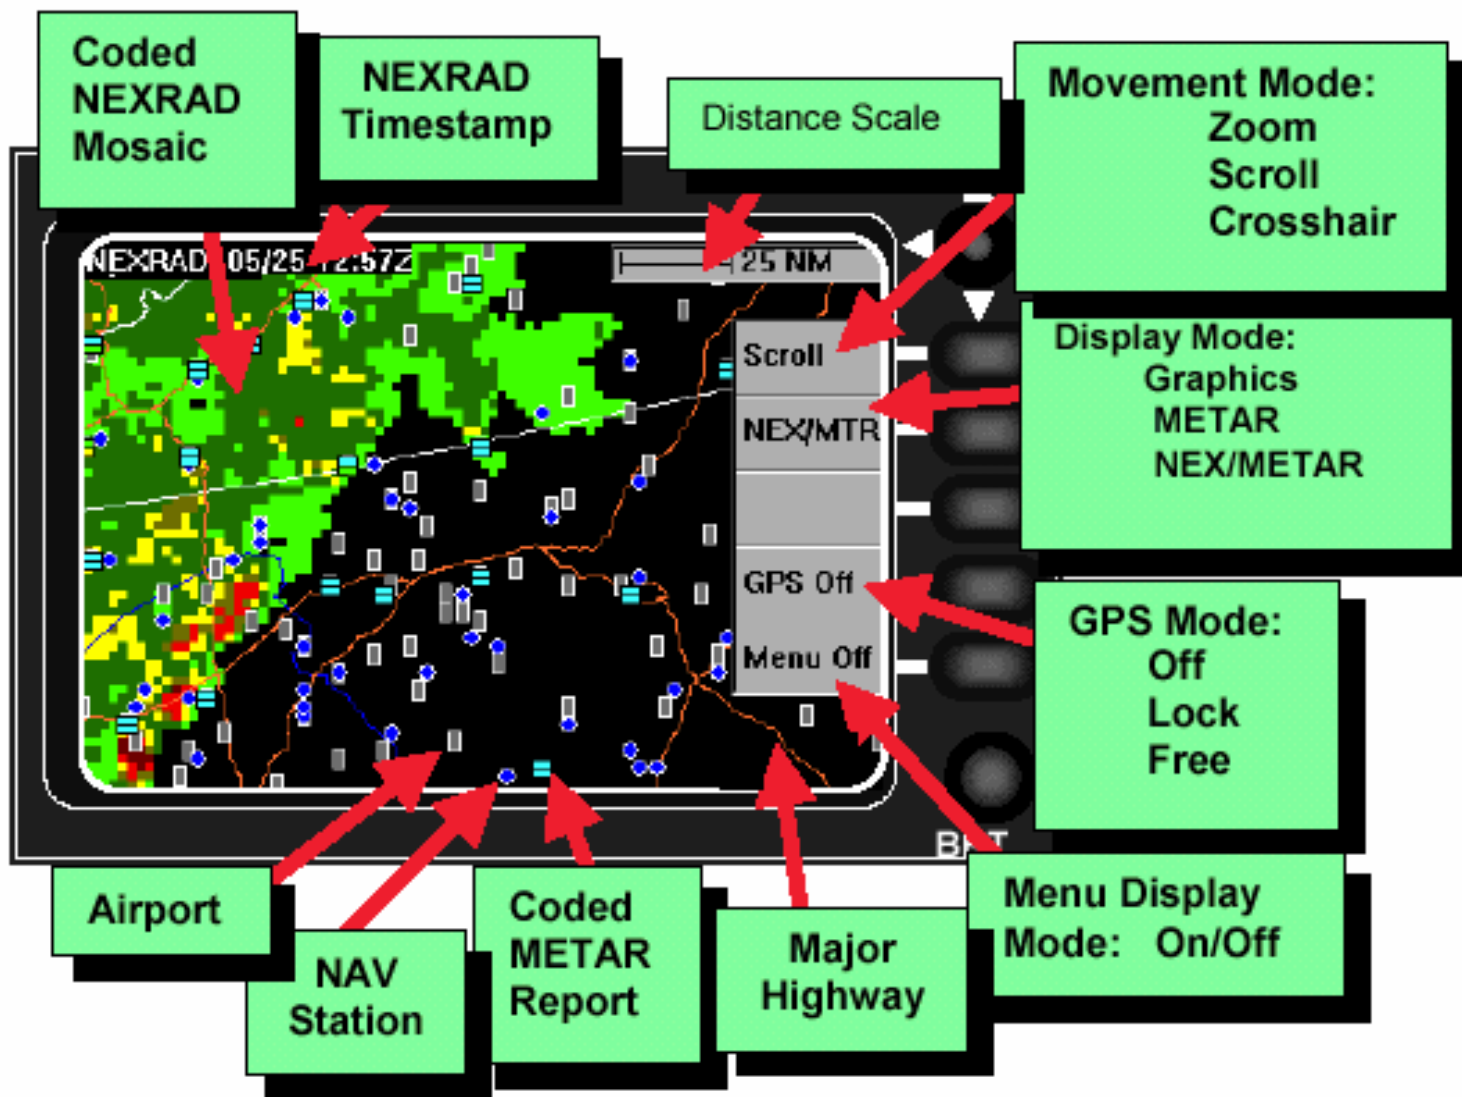 Coded
NEXRAD
Mosaic
NEXRAD
Timestamp
Distance Scale
Movement Mode:
Zoom
Scroll
Crosshair
NEXRAD 05/25 12:57Z
25 NM
Scroll
NEX/MTR
GPS Off
Menu Off
Display Mode:
Graphics
METAR
NEX/METAR
GPS Mode:
Off
Lock
Free
BRT
Airport
NAV
Station
Coded
METAR
Report
Major
Highway
Menu Display
Mode: On/Off